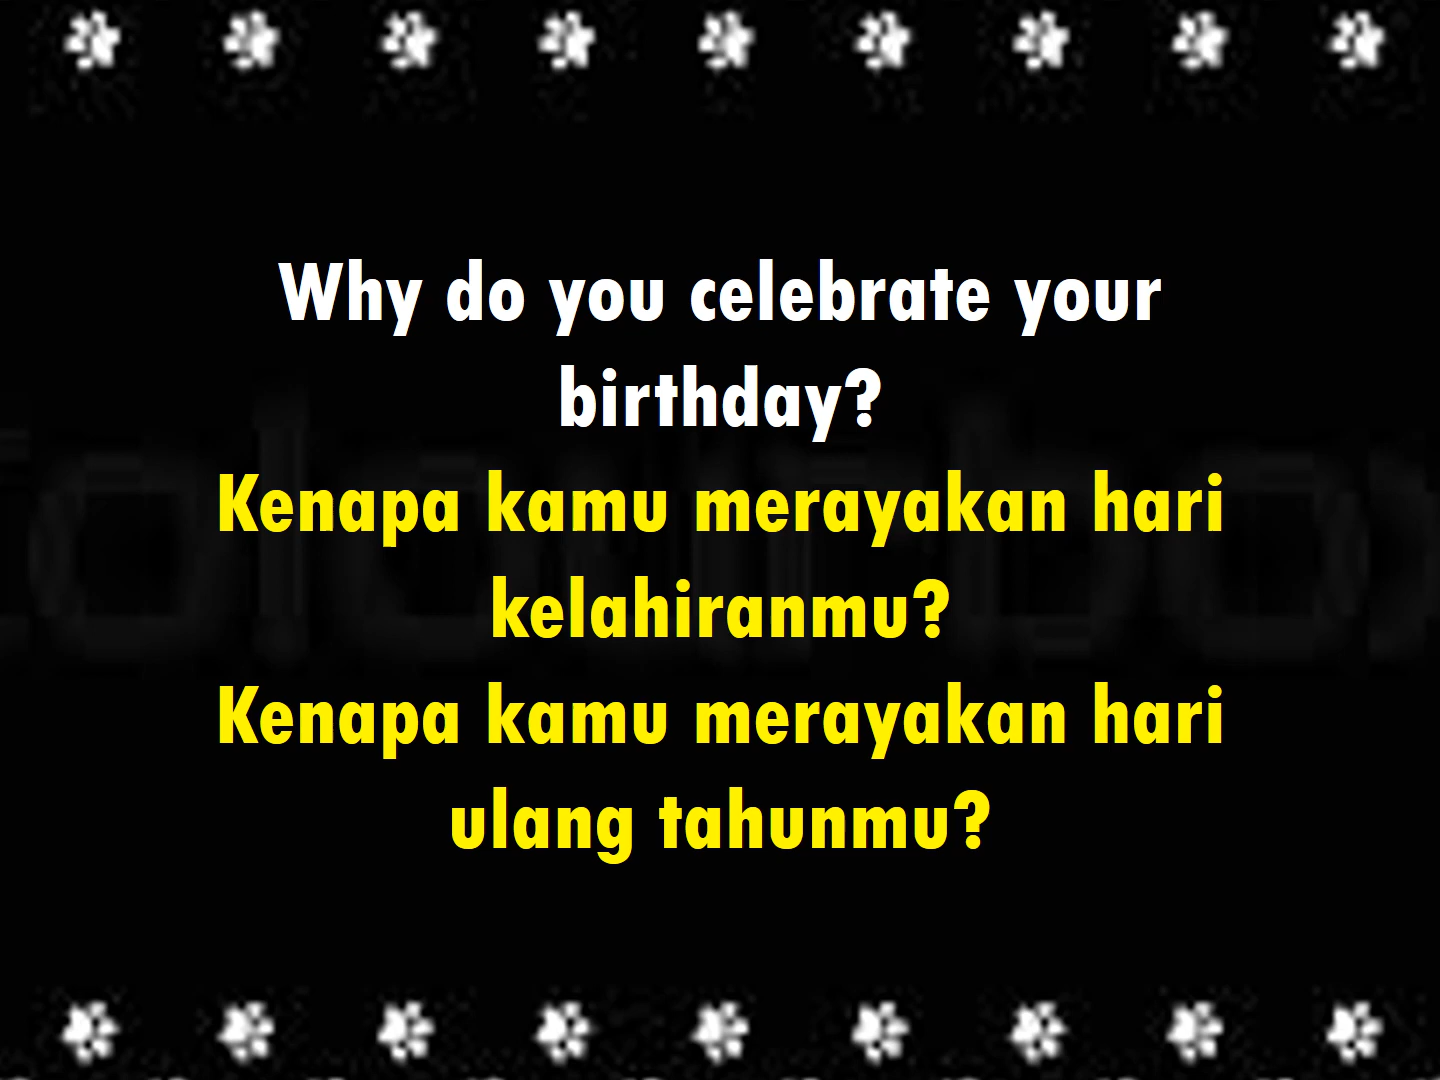 Why do you celebrate your
birthday?
Kenapa kamu merayakan hari
kelahiranmu?
Kenapa kamu merayakan hari
ulang tahunmu?